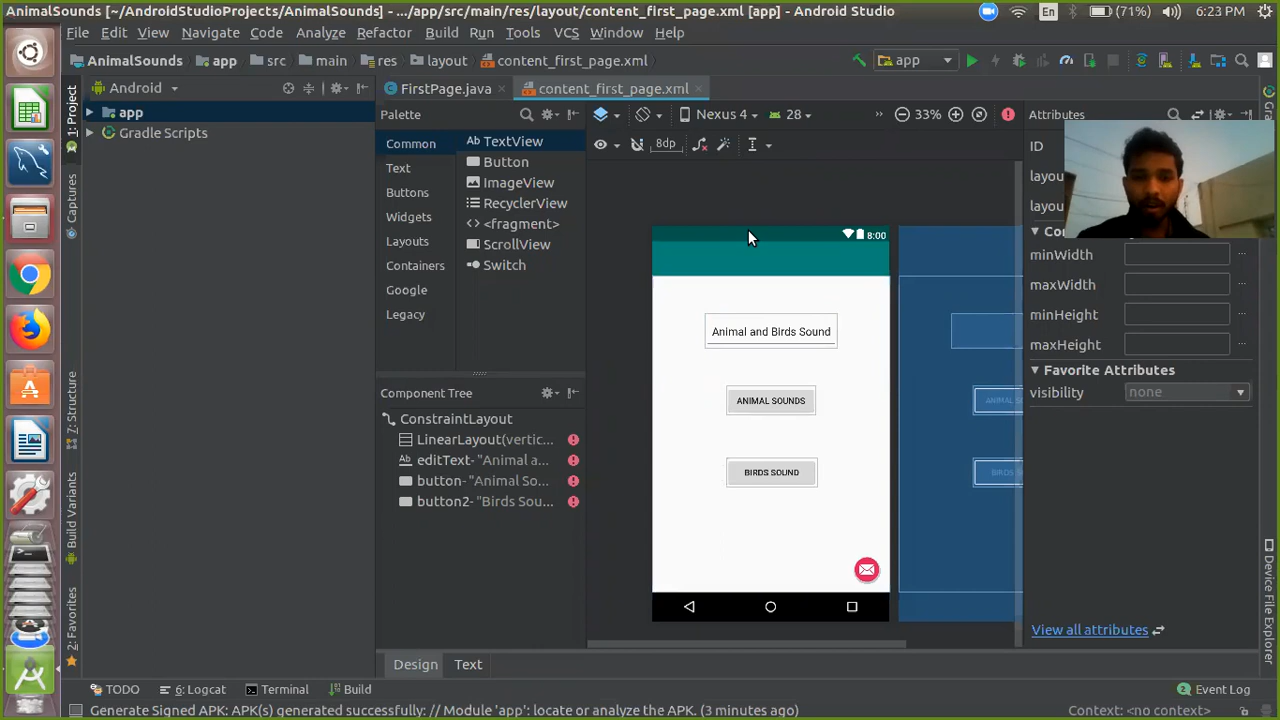 AnimalSounds [~/AndroidStudioProjects/AnimalSounds] - .../app/src/main/res/layout/content_first_page.xml [app] - Android Studio
En (71%) 6:23 PM
File Edit View Navigate Code Analyze Refactor Build Run Tools VCS Window Help
AnimalSounds app src main res layout content_first_page.xml app
1: Project
Android
FirstPage.java
content_first_page.xml
Palette
Nexus 4 28 33%
Attributes
8dp
app
Gradle Scripts
Common
Text
Buttons
Widgets
Layouts
Containers
Google
Legacy
Ab TextView
Button
ImageView
RecyclerView
<> <fragment>
ScrollView
Switch
ID
layou
layou
Co
minWidth
maxWidth
minHeight
maxHeight
Favorite Attributes
visibility none
View all attributes
8:00
Animal and Birds Sound
ANIMAL SOUNDS
BIRDS SOUND
ANIMAL S
BIRDS
Component Tree
ConstraintLayout
LinearLayout(vertic...
Ab editText- "Animal a...
button- "Animal So...
button2- "Birds Sou...
Captures
7: Structure
Build Variants
2: Favorites
Device File Explorer
Design Text
TODO 6: Logcat Terminal Build Event Log
Generate Signed APK: APK(s) generated successfully: // Module 'app': locate or analyze the APK. (3 minutes ago) Context: <no context>